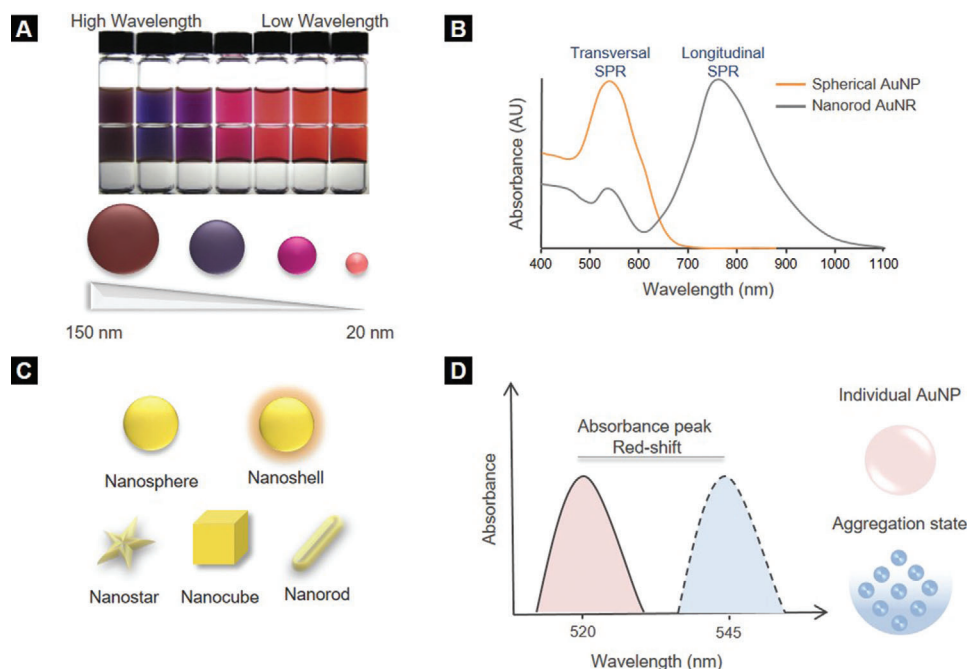 A
High Wavelength Low Wavelength
150 nm 20 nm
B
Transversal
SPR
Longitudinal
SPR
Spherical AuNP
Nanorod AuNR
Absorbance (AU)
400 500 600 700 800 900 1000 1100
Wavelength (nm)
C
Nanosphere
Nanoshell
Nanostar
Nanocube
Nanorod
D
Absorbance peak
Red-shift
Absorbance
520 545
Wavelength (nm)
Individual AuNP
Aggregation state